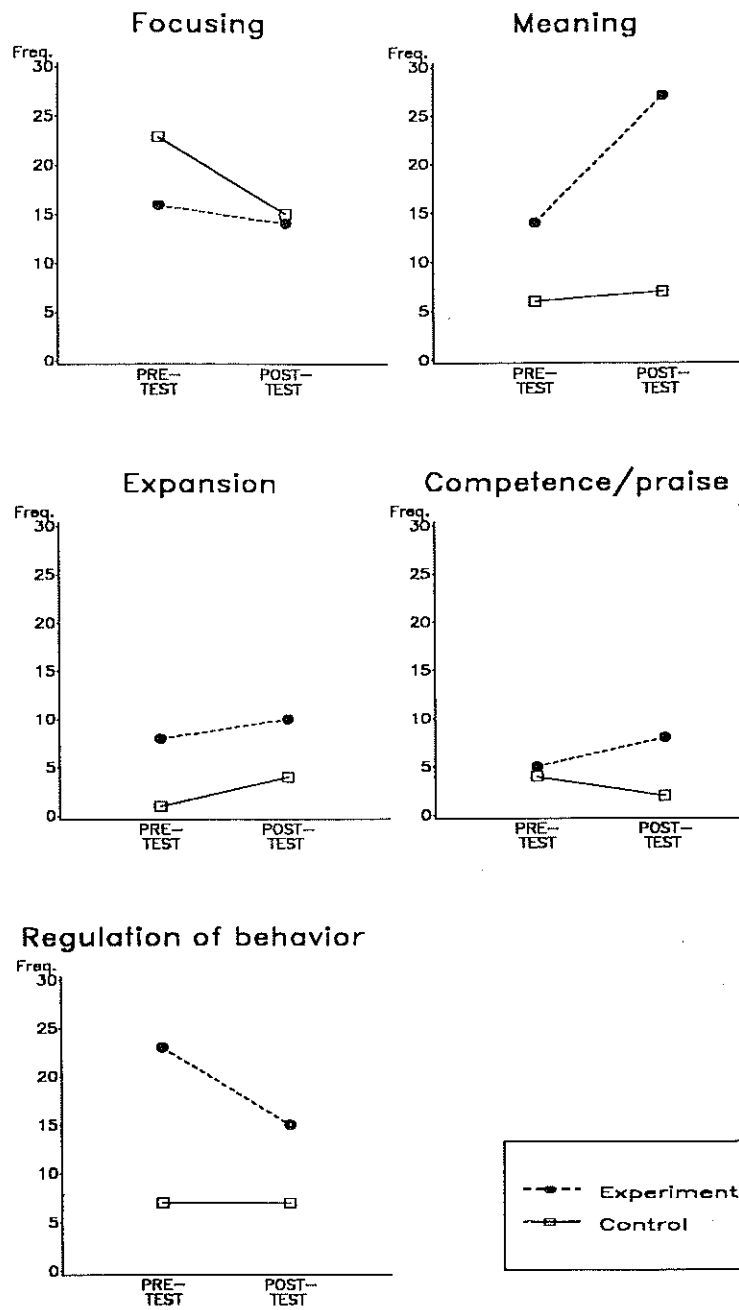 Focusing
Freq.
30
25
20
15
10
5
0
PRE-
TEST
POST-
TEST
Meaning
Freq.
30
25
20
15
10
5
0
PRE-
TEST
POST-
TEST
Expansion
Freq.
30
25
20
15
10
5
0
PRE-
TEST
POST-
TEST
Competence/praise
Freq.
30
25
20
15
10
5
0
PRE-
TEST
POST-
TEST
Regulation of behavior
Freq.
30
25
20
15
10
5
0
PRE-
TEST
POST-
TEST
Experiment
Control